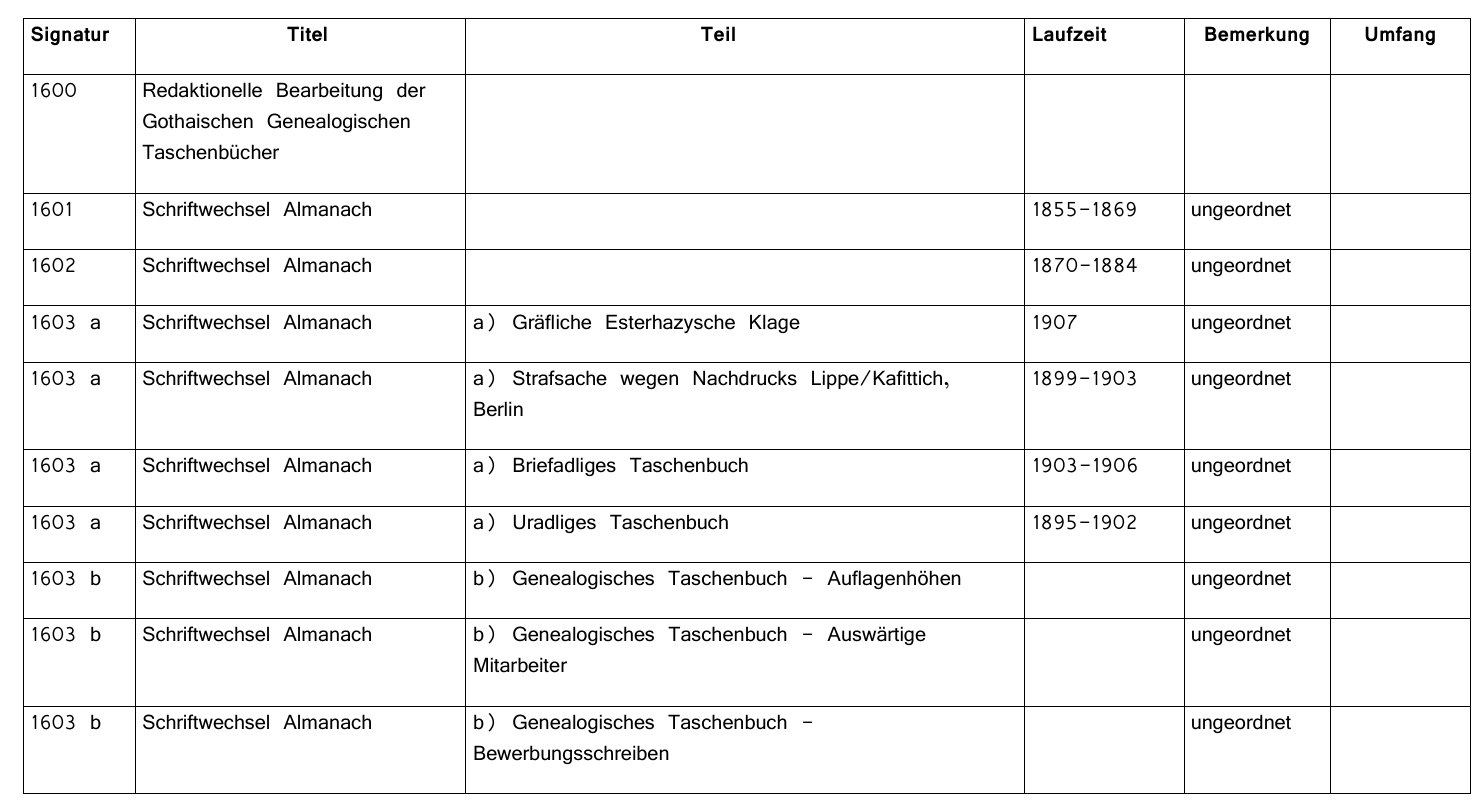 Signatur Titel Teil Laufzeit Bemerkung Umfang
1600 Redaktionelle Bearbeitung der
Gothaischen Genealogischen
Taschenbücher
1601 Schriftwechsel Almanach 1855-1869 ungeordnet
1602 Schriftwechsel Almanach 1870-1884 ungeordnet
1603 a Schriftwechsel Almanach a) Gräfliche Esterhazysche Klage 1907 ungeordnet
1603 a Schriftwechsel Almanach a) Strafsache wegen Nachdrucks Lippe/Kafittich, 1899-1903 ungeordnet
Berlin
1603 a Schriftwechsel Almanach a) Briefadliges Taschenbuch 1903-1906 ungeordnet
1603 a Schriftwechsel Almanach a) Uradliges Taschenbuch 1895-1902 ungeordnet
1603 b Schriftwechsel Almanach b) Genealogisches Taschenbuch - Auflagenhöhen ungeordnet
1603 b Schriftwechsel Almanach b) Genealogisches Taschenbuch - Auswärtige ungeordnet
Mitarbeiter
1603 b Schriftwechsel Almanach b) Genealogisches Taschenbuch - ungeordnet
Bewerbungsschreiben